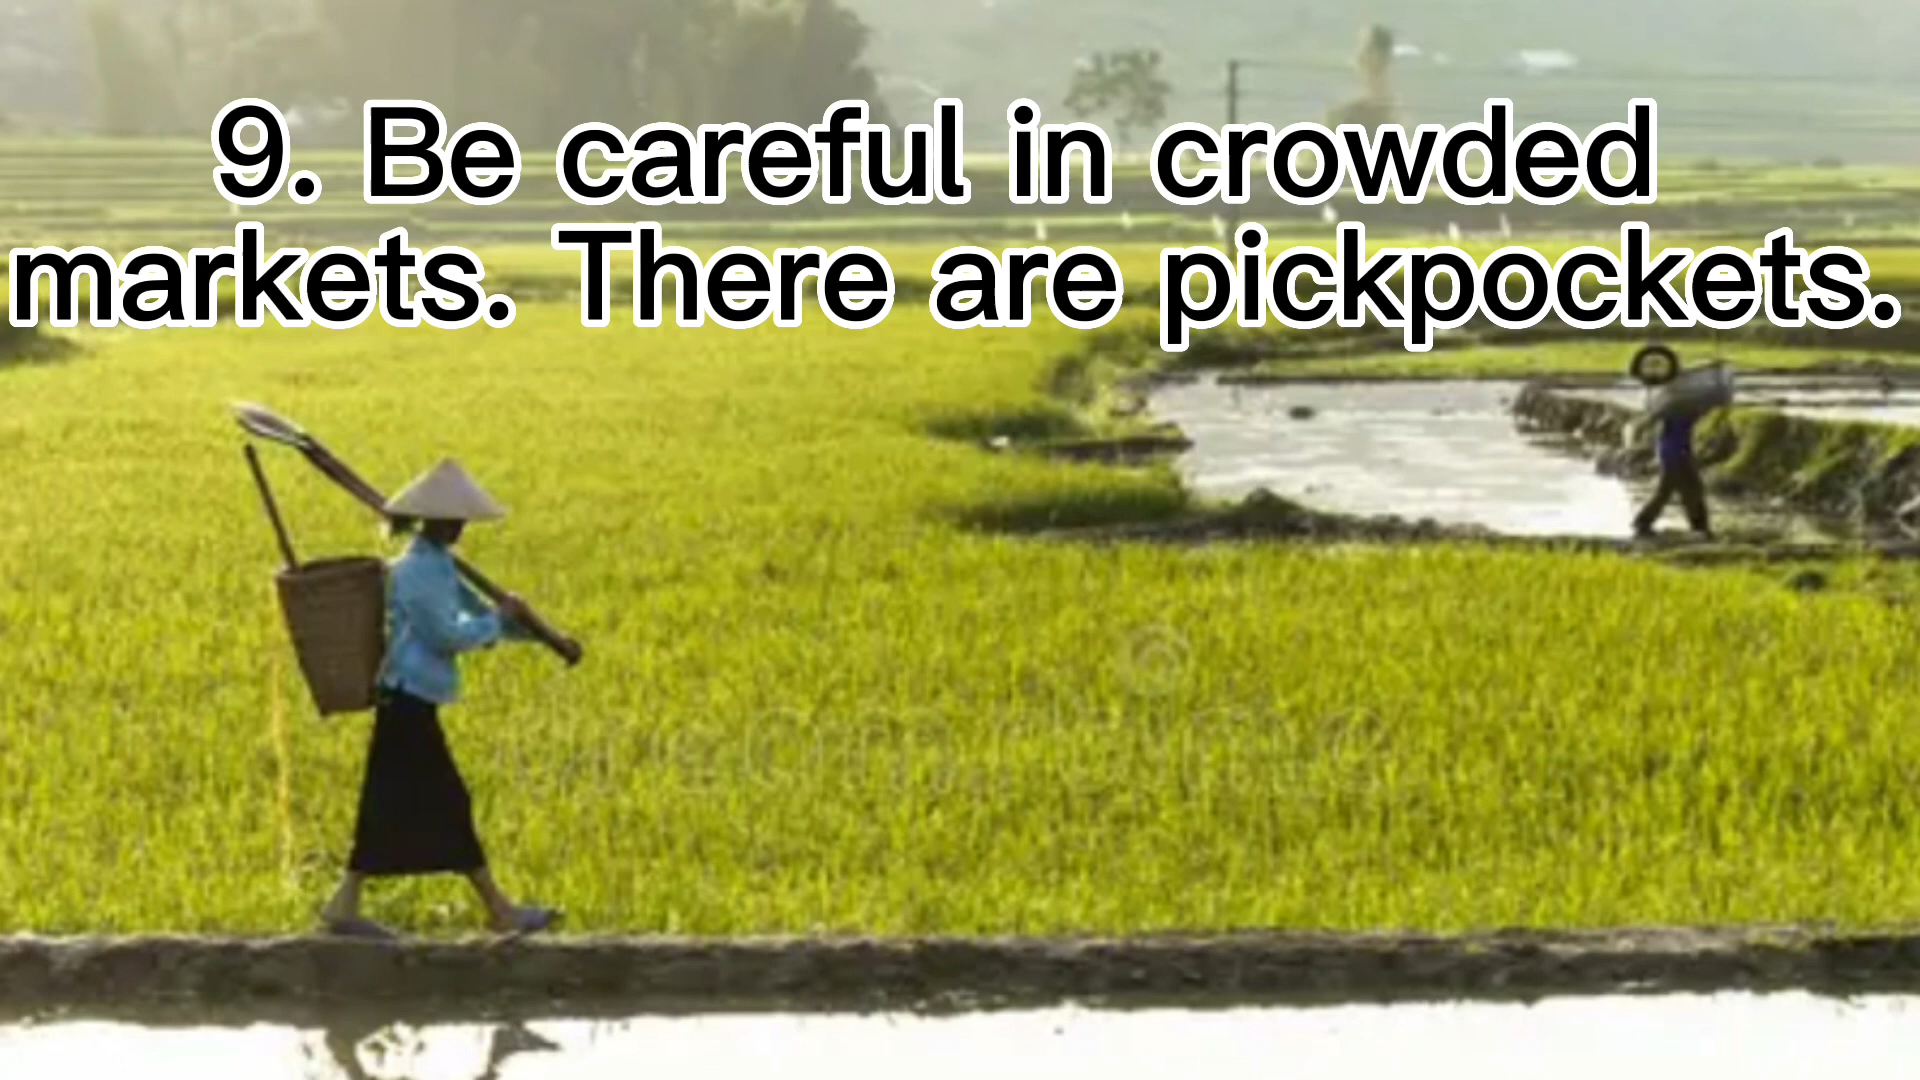 9. Be careful in crowded
markets. There are pickpockets.